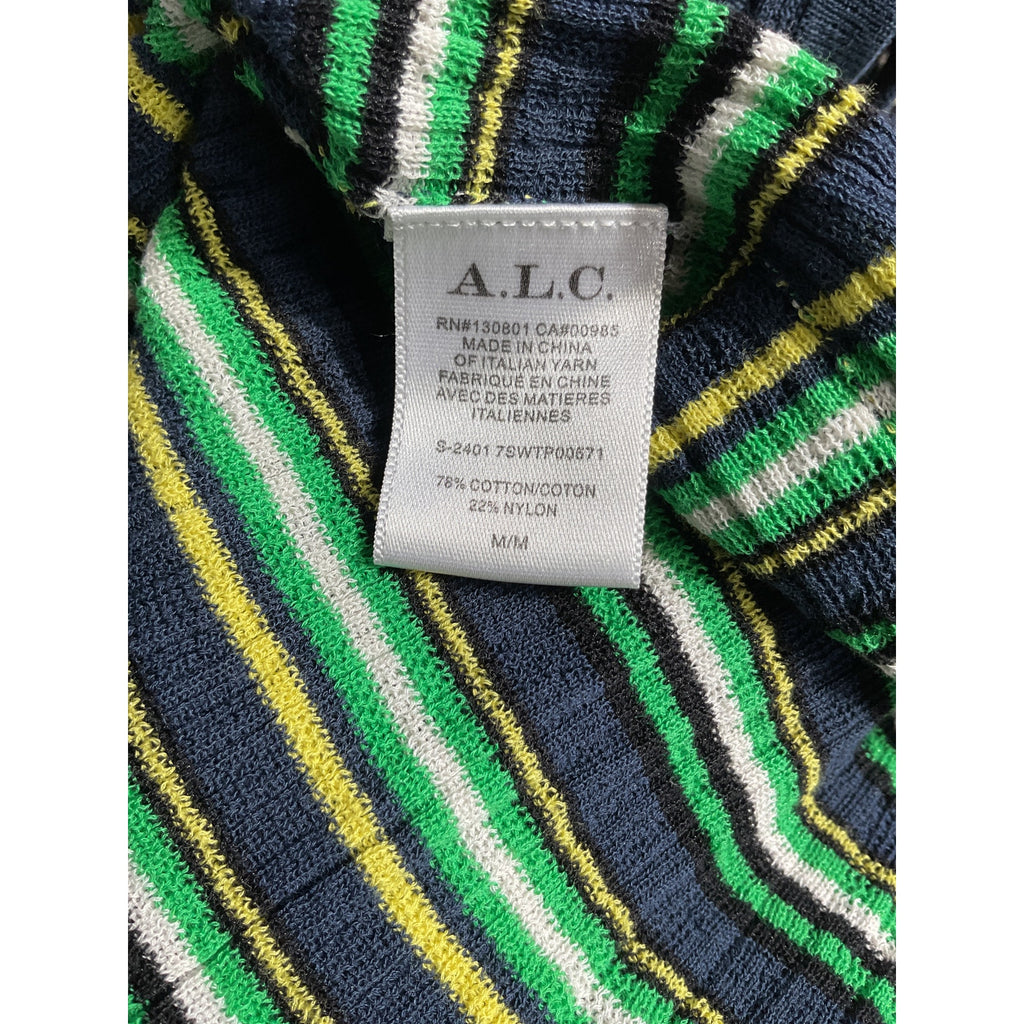 A.L.C.
RN#130801 CA#00985
MADE IN CHINA
OF ITALIAN YARN
FABRIQUÉ EN CHINE
AVEC DES MATIERES
ITALIENNES
S-2401 7SWTP00571
78% COTTON/COTON
22% NYLON
M/M